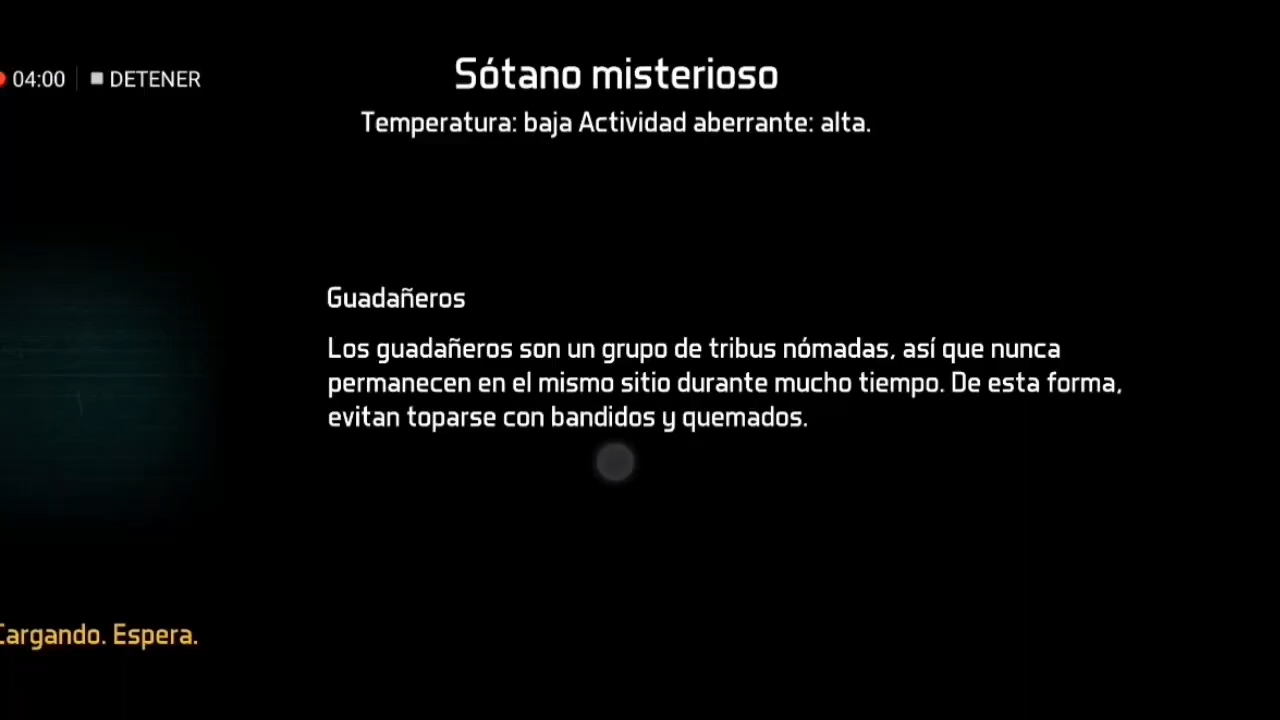 04:00 DETENER
Sótano misterioso
Temperatura: baja Actividad aberrante: alta.
Guadañeros
Los guadañeros son un grupo de tribus nómadas, así que nunca
permanecen en el mismo sitio durante mucho tiempo. De esta forma,
evitan toparse con bandidos y quemados.
Cargando. Espera.